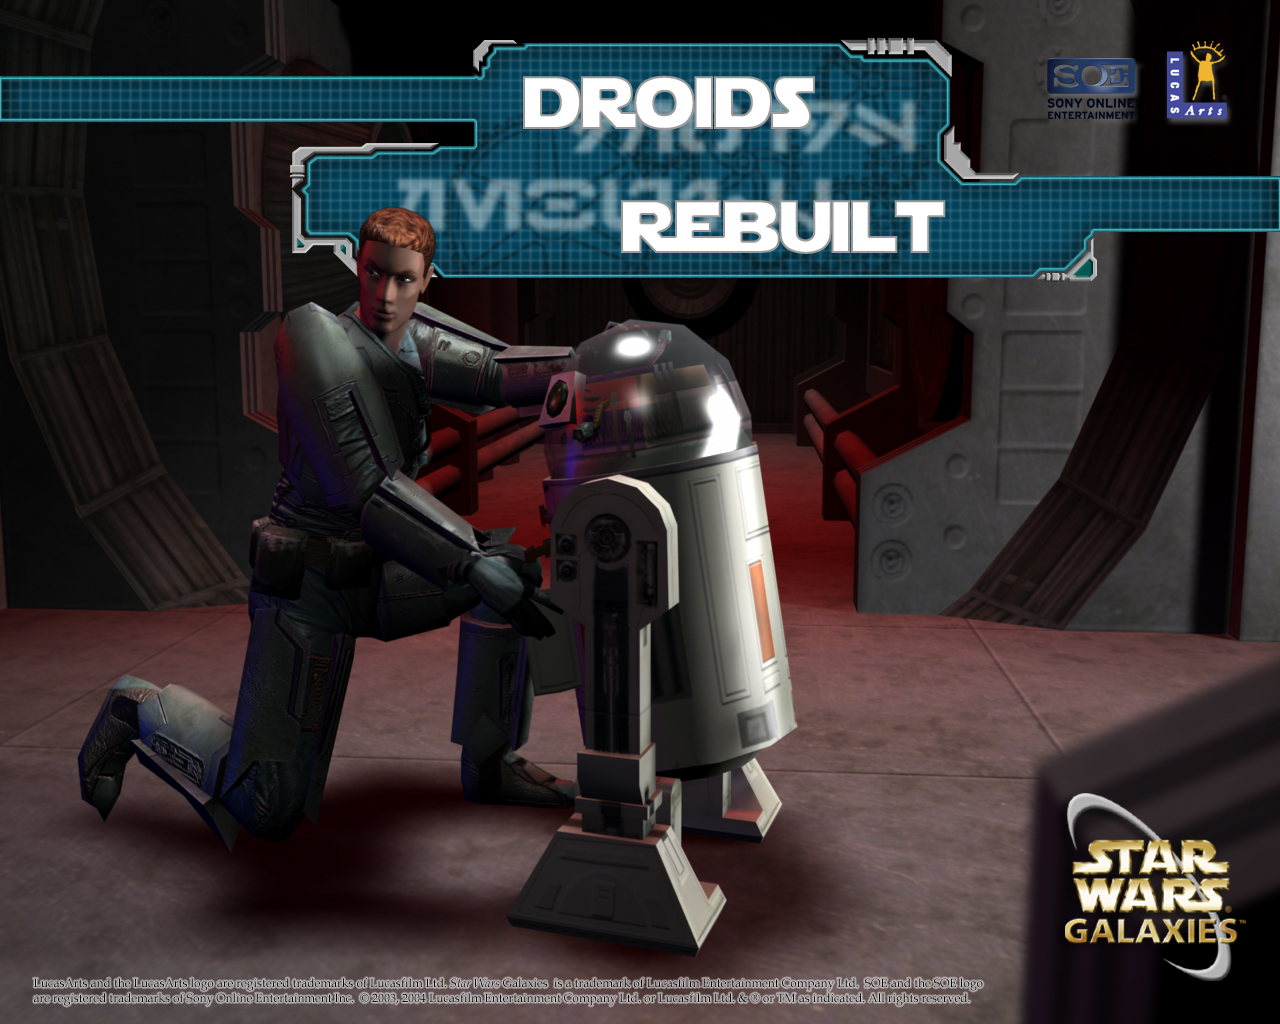 DROIDS
REBUILT
SOE
SONY ONLINE
ENTERTAINMENT
LUCAS
Arts
STAR
WARS
GALAXIES™
LucasArts and the LucasArts logo are registered trademarks of Lucasfilm Ltd. Star Wars Galaxies is a trademark of Lucasfilm Entertainment Company Ltd. SOE and the SOE logo
are registered trademarks of Sony Online Entertainment Inc. © 2003, 2004 Lucasfilm Entertainment Company Ltd. or Lucasfilm Ltd. & ® or TM as indicated. All rights reserved.